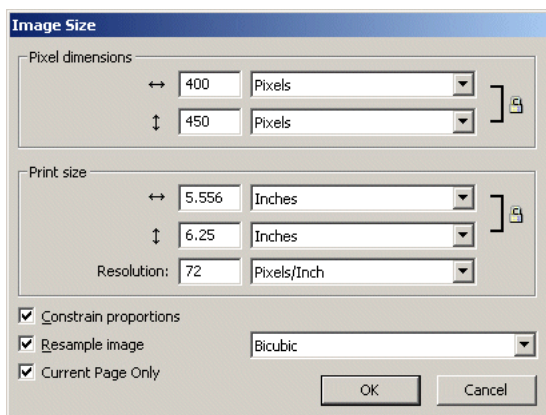 Image Size
Pixel dimensions
400 Pixels
450 Pixels
Print size
5.556 Inches
6.25 Inches
Resolution: 72 Pixels/Inch
Constrain proportions
Resample image Bicubic
Current Page Only
OK Cancel